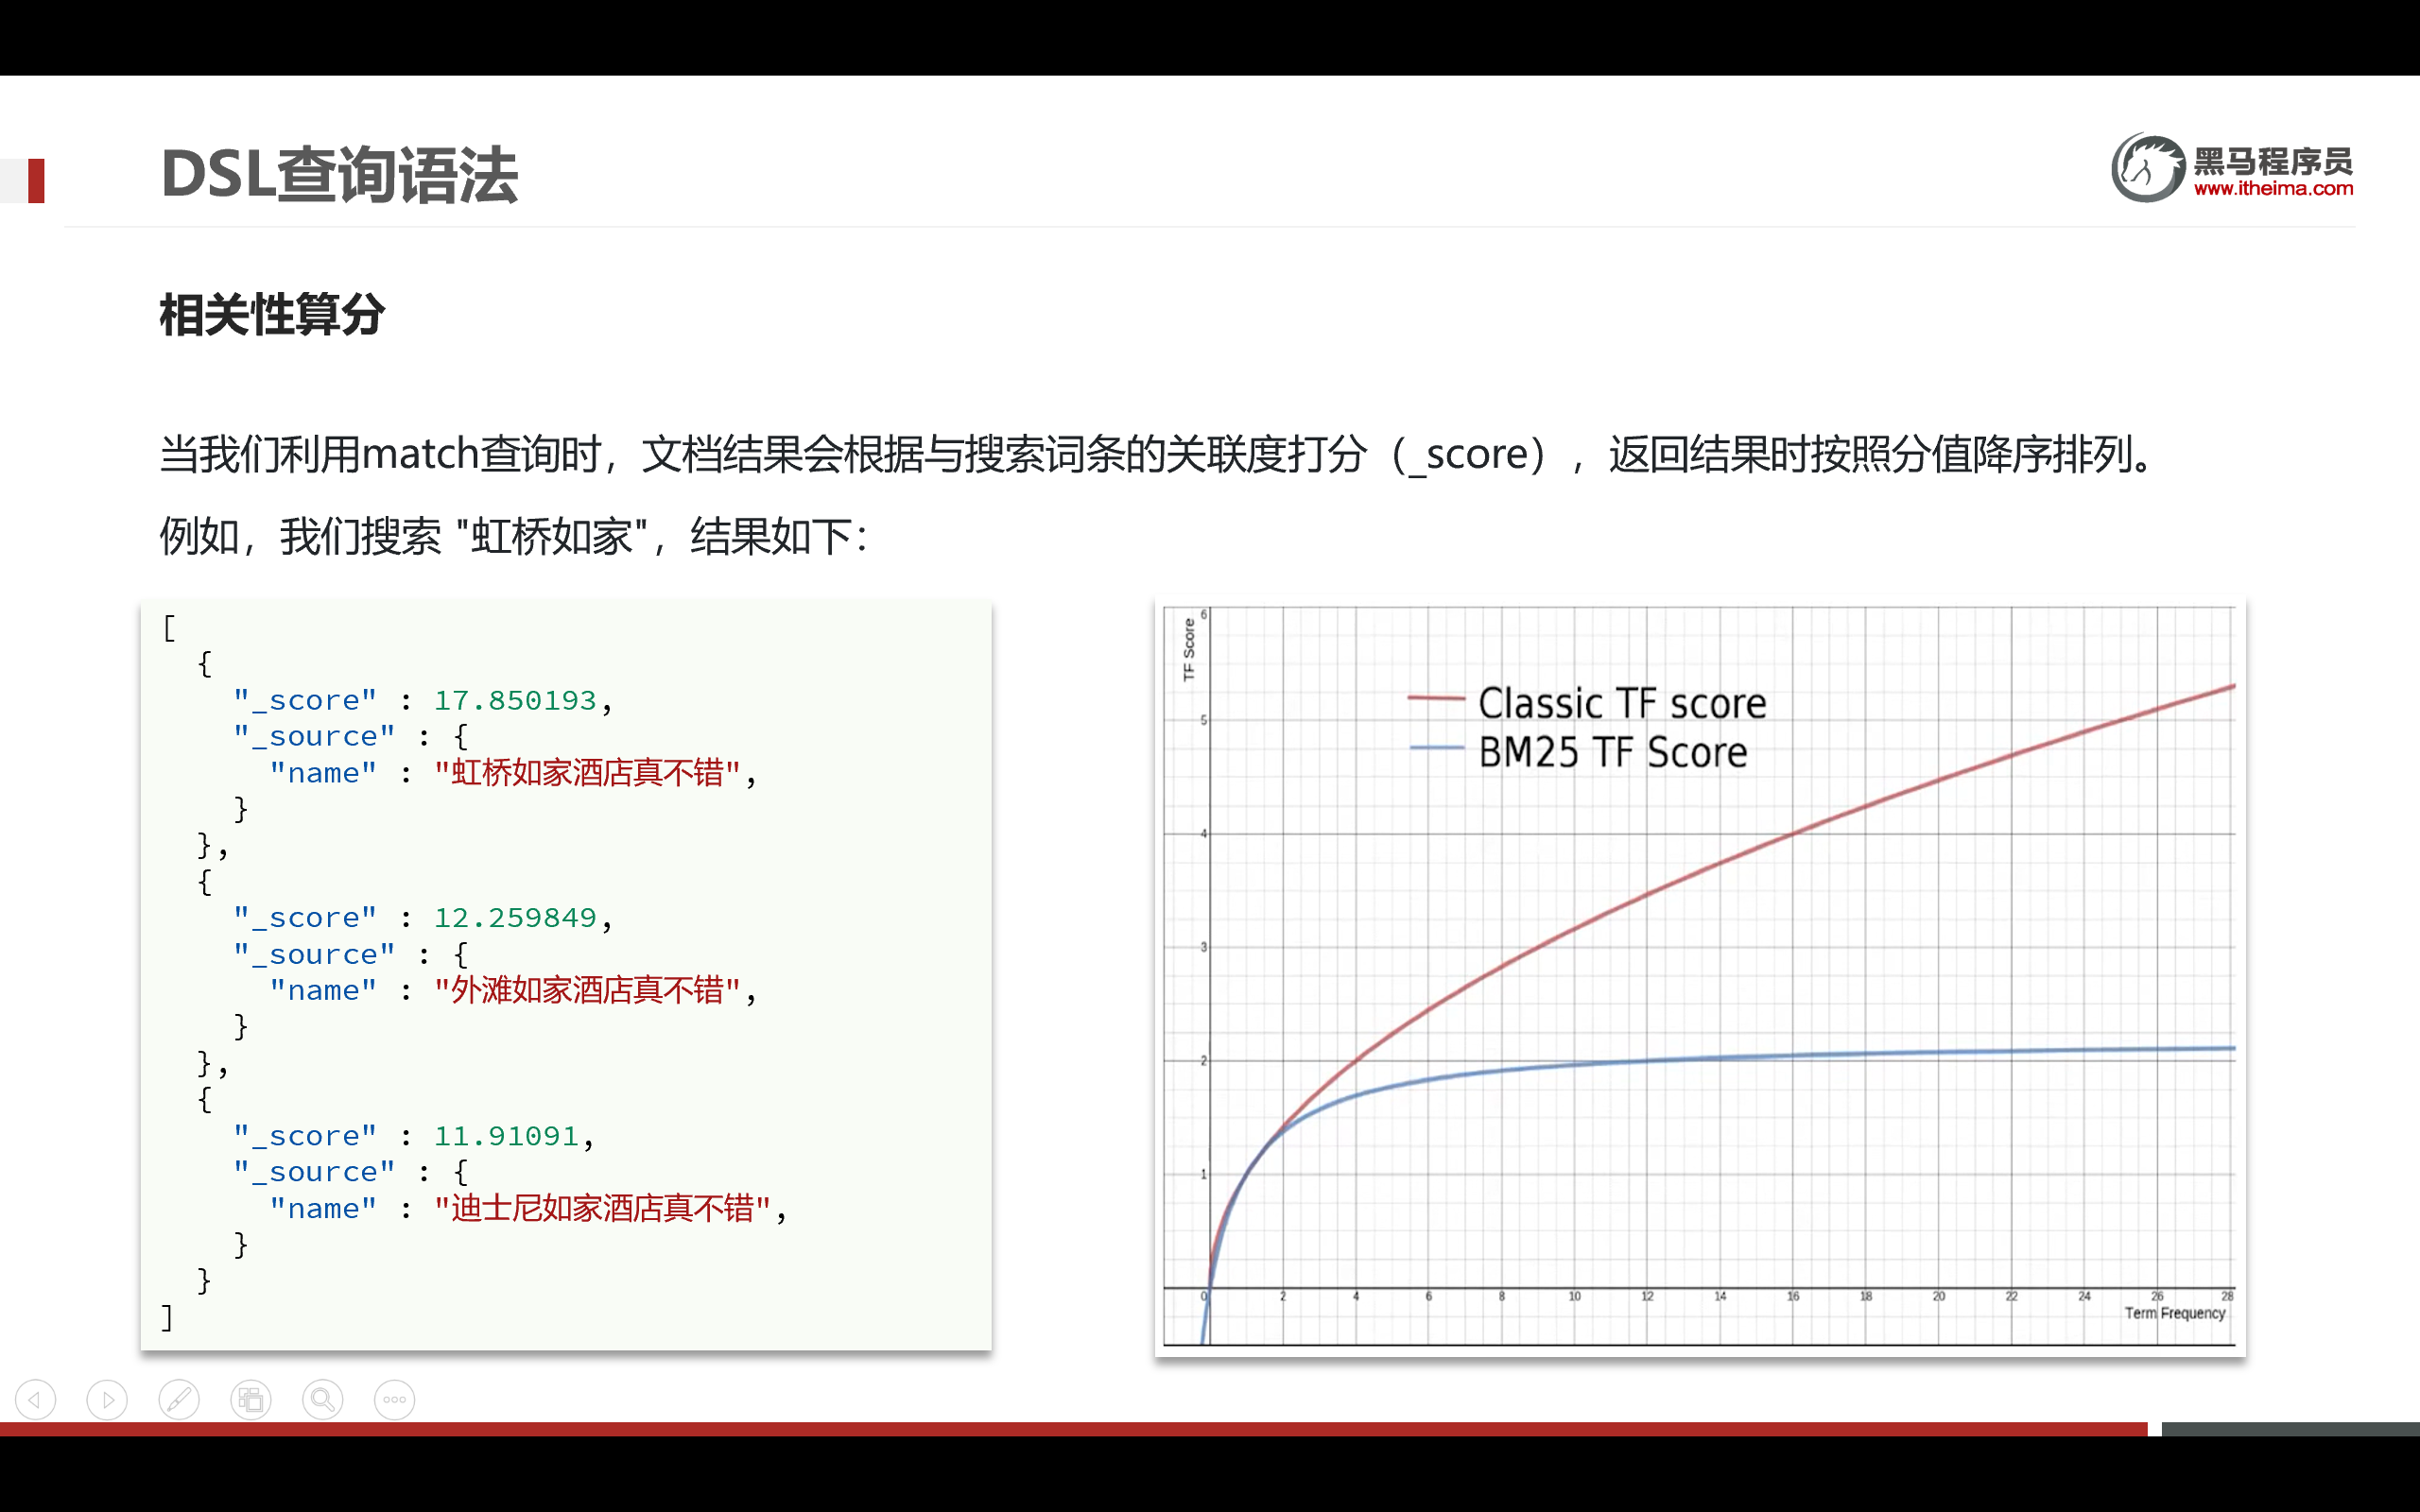 DSL查询语法
黑马程序员
www.itheima.com
相关性算分
当我们利用match查询时，文档结果会根据与搜索词条的关联度打分（_score），返回结果时按照分值降序排列。
例如，我们搜索 "虹桥如家"，结果如下：
[
  {
    "_score" : 17.850193,
    "_source" : {
      "name" : "虹桥如家酒店真不错",
    }
  },
  {
    "_score" : 12.259849,
    "_source" : {
      "name" : "外滩如家酒店真不错",
    }
  },
  {
    "_score" : 11.91091,
    "_source" : {
      "name" : "迪士尼如家酒店真不错",
    }
  }
]
TF Score
Classic TF score
BM25 TF Score
6
5
4
3
2
1
0 2 4 6 8 10 12 14 16 18 20 22 24 26 28
Term Frequency